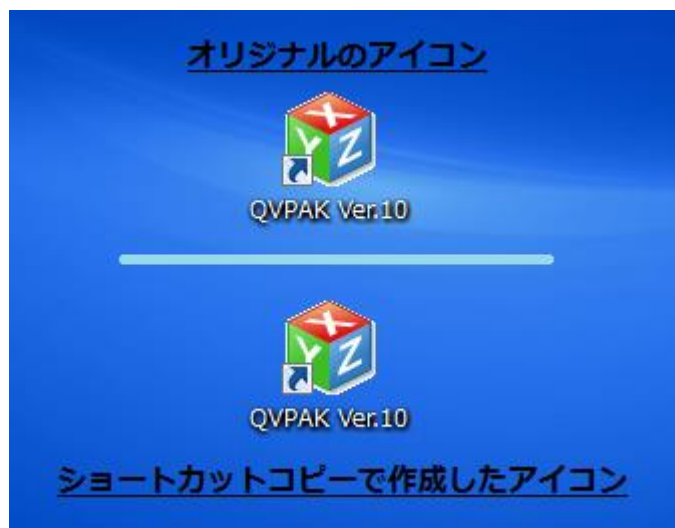 オリジナルのアイコン
X
Y Z
QVPAK Ver.10
X
Y Z
QVPAK Ver.10
ショートカットコピーで作成したアイコン